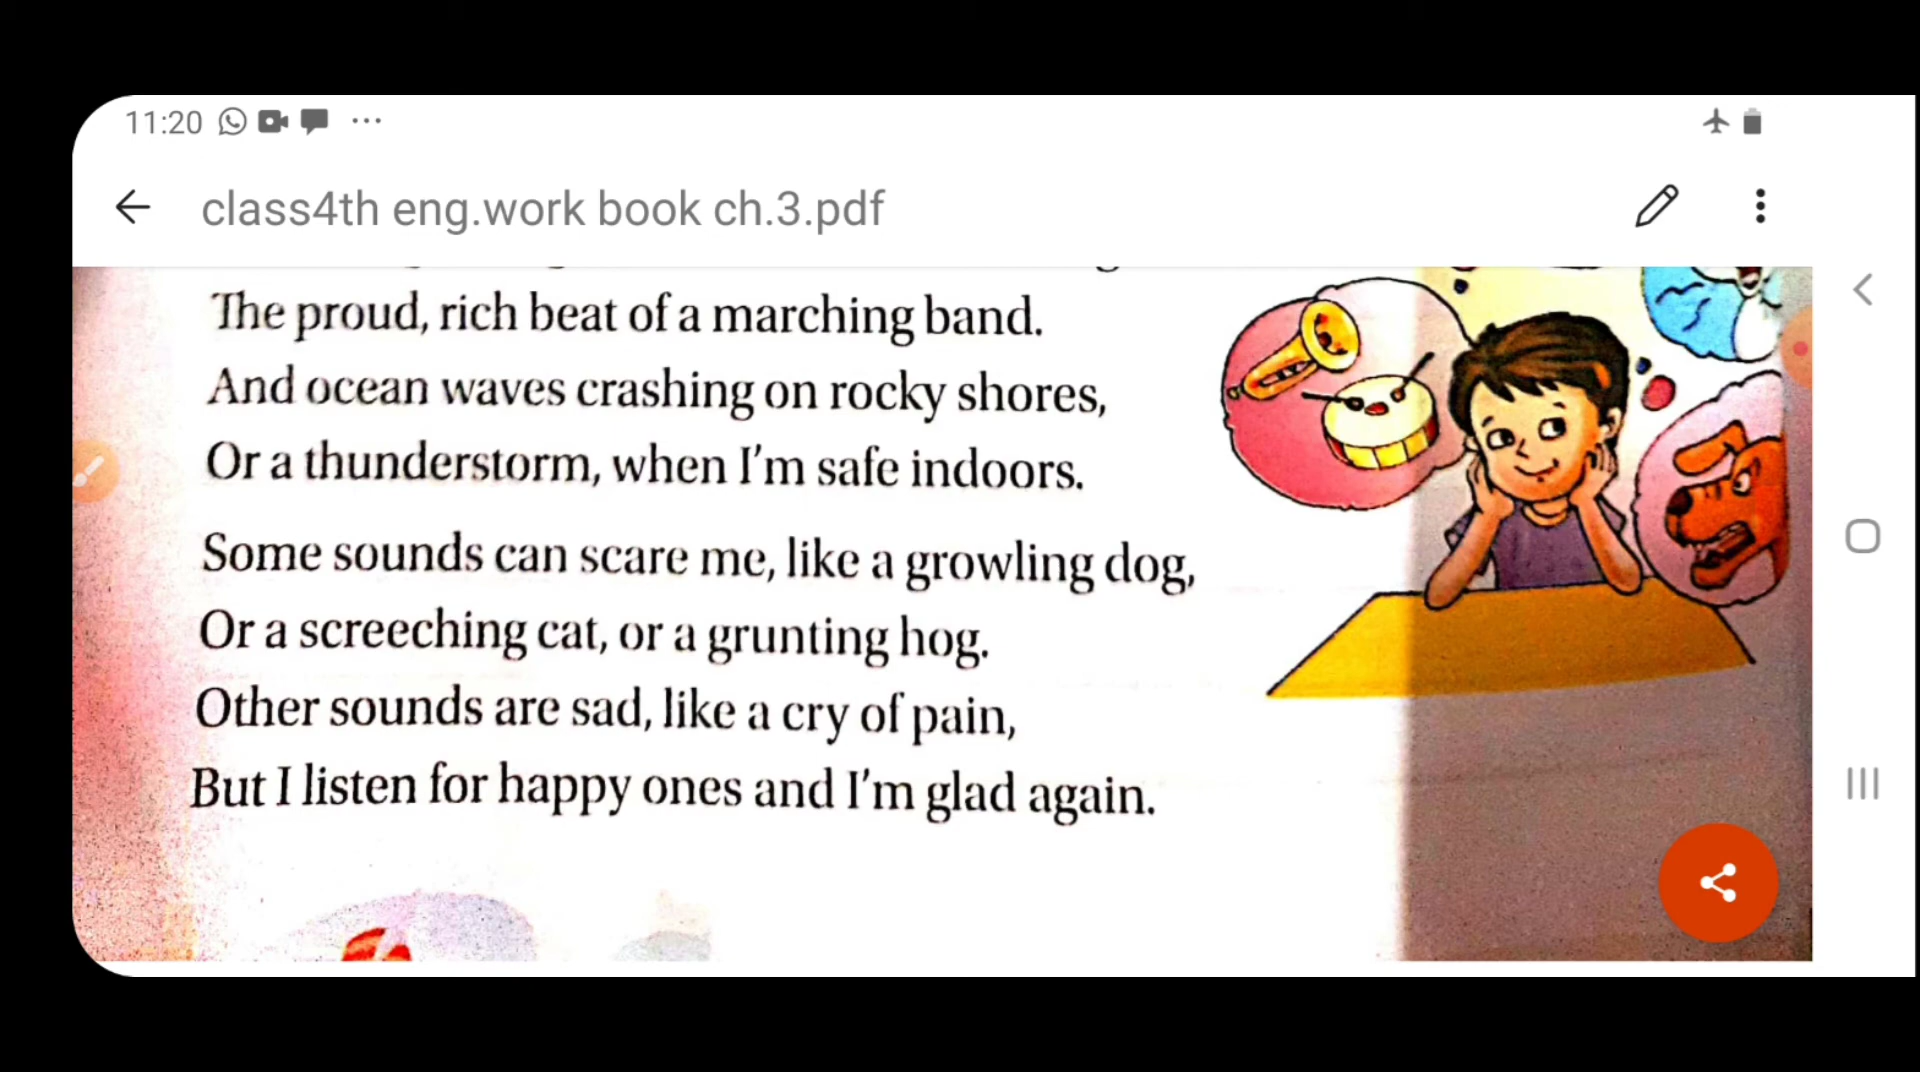 11:20
class4th eng.work book ch.3.pdf
The proud, rich beat of a marching band.
And ocean waves crashing on rocky shores,
Or a thunderstorm, when I'm safe indoors.
Some sounds can scare me, like a growling dog,
Or a screeching cat, or a grunting hog.
Other sounds are sad, like a cry of pain,
But I listen for happy ones and I'm glad again.